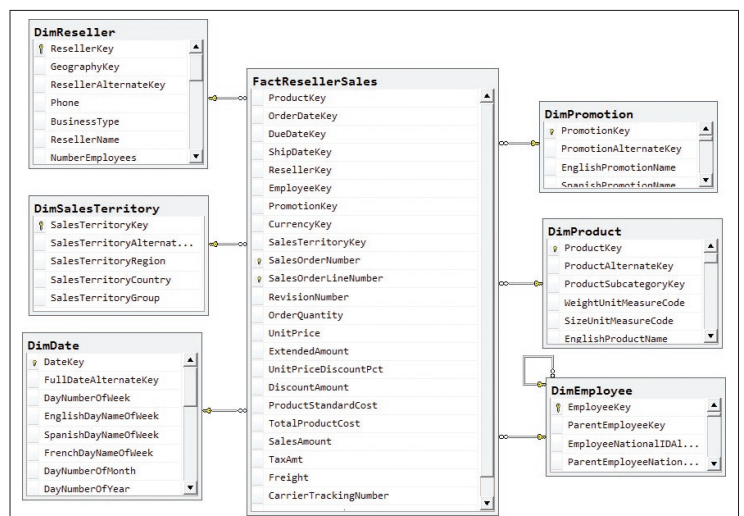 DimReseller
ResellerKey
GeographyKey
ResellerAlternateKey
Phone
BusinessType
ResellerName
NumberEmployees
DimSalesTerritory
SalesTerritoryKey
SalesTerritoryAlternat...
SalesTerritoryRegion
SalesTerritoryCountry
SalesTerritoryGroup
DimDate
DateKey
FullDateAlternateKey
DayNumberOfWeek
EnglishDayNameOfWeek
SpanishDayNameOfWeek
FrenchDayNameOfWeek
DayNumberOfMonth
DayNumberOfYear
FactResellerSales
ProductKey
OrderDateKey
DueDateKey
ShipDateKey
ResellerKey
EmployeeKey
PromotionKey
CurrencyKey
SalesTerritoryKey
SalesOrderNumber
SalesOrderLineNumber
RevisionNumber
OrderQuantity
UnitPrice
ExtendedAmount
UnitPriceDiscountPct
DiscountAmount
ProductStandardCost
TotalProductCost
SalesAmount
TaxAmt
Freight
CarrierTrackingNumber
DimPromotion
PromotionKey
PromotionAlternateKey
EnglishPromotionName
SpanishPromotionName
DimProduct
ProductKey
ProductAlternateKey
ProductSubcategoryKey
WeightUnitMeasureCode
SizeUnitMeasureCode
EnglishProductName
DimEmployee
EmployeeKey
ParentEmployeeKey
EmployeeNationalIDAl...
ParentEmployeeNation...